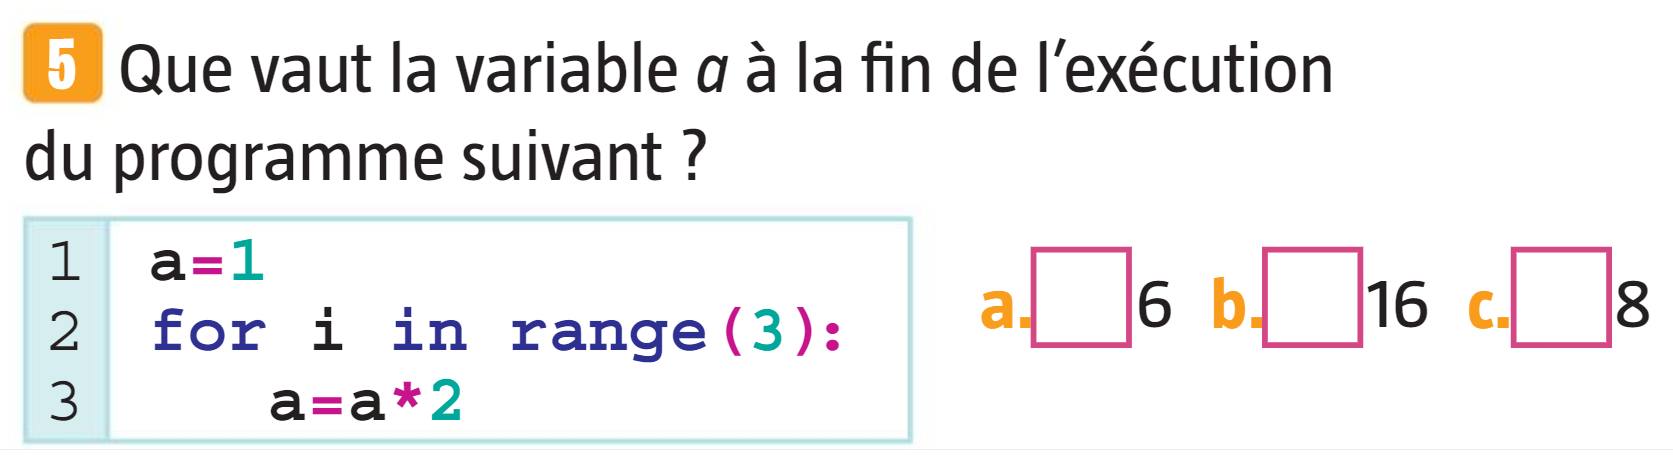 5 Que vaut la variable a à la fin de l’exécution
du programme suivant ?
1 a=1
2 for i in range(3):
3 a=a*2
a. 6 b. 16 c. 8